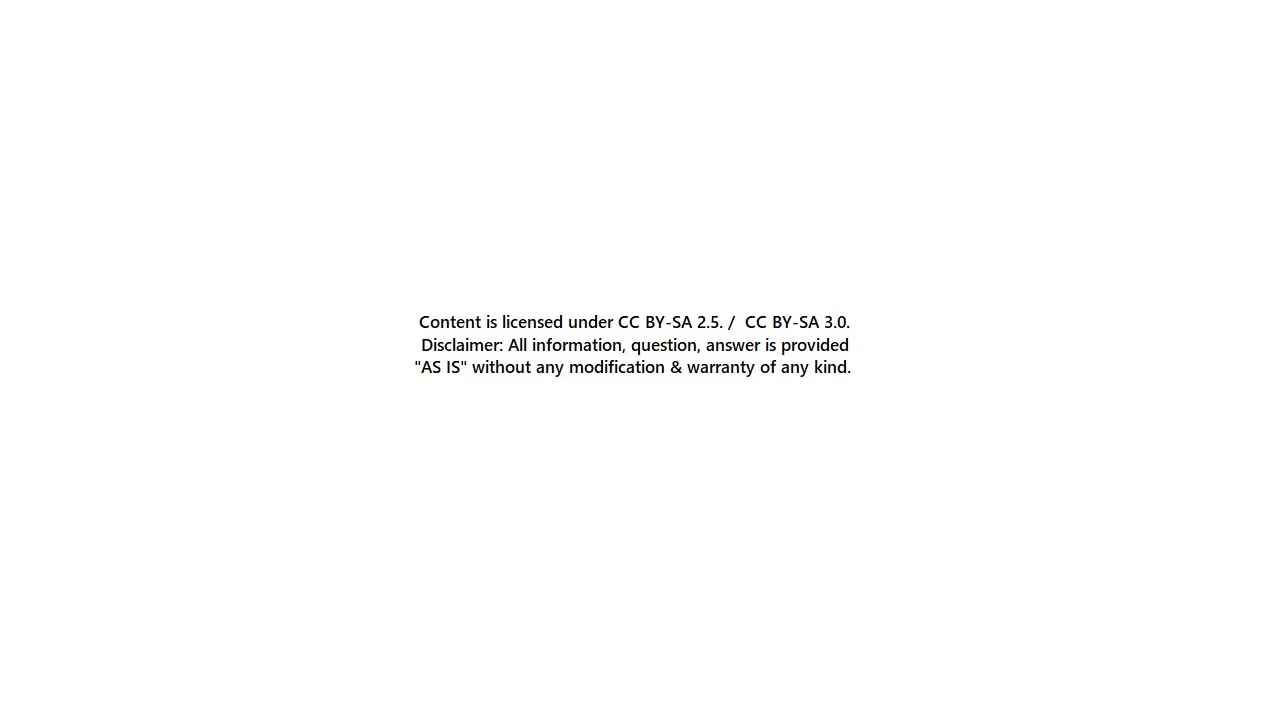 Content is licensed under CC BY-SA 2.5. /  CC BY-SA 3.0.
Disclaimer: All information, question, answer is provided
"AS IS" without any modification & warranty of any kind.